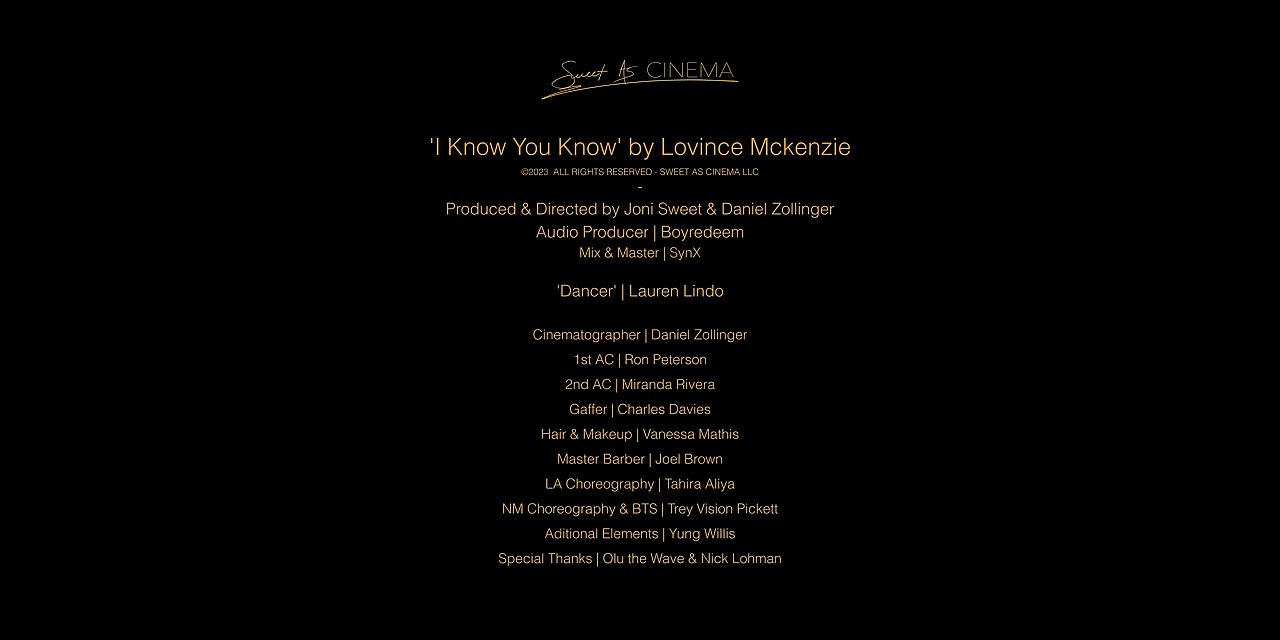 Sweet As CINEMA
'I Know You Know' by Lovince Mckenzie
©2023 ALL RIGHTS RESERVED - SWEET AS CINEMA LLC
-
Produced & Directed by Joni Sweet & Daniel Zollinger
Audio Producer | Boyredeem
Mix & Master | SynX
'Dancer' | Lauren Lindo
Cinematographer | Daniel Zollinger
1st AC | Ron Peterson
2nd AC | Miranda Rivera
Gaffer | Charles Davies
Hair & Makeup | Vanessa Mathis
Master Barber | Joel Brown
LA Choreography | Tahira Aliya
NM Choreography & BTS | Trey Vision Pickett
Aditional Elements | Yung Willis
Special Thanks | Olu the Wave & Nick Lohman